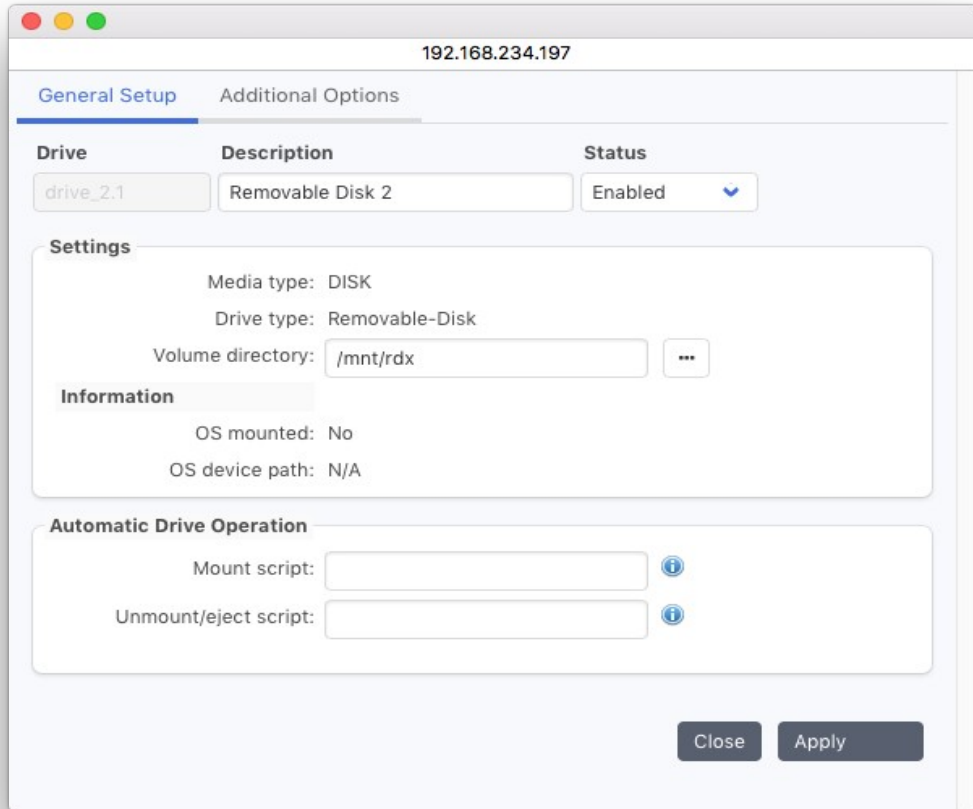 192.168.234.197
General Setup Additional Options
Drive Description Status
drive_2.1 Removable Disk 2 Enabled
Settings
Media type: DISK
Drive type: Removable-Disk
Volume directory: /mnt/rdx ...
Information
OS mounted: No
OS device path: N/A
Automatic Drive Operation
Mount script:
Unmount/eject script:
Close Apply